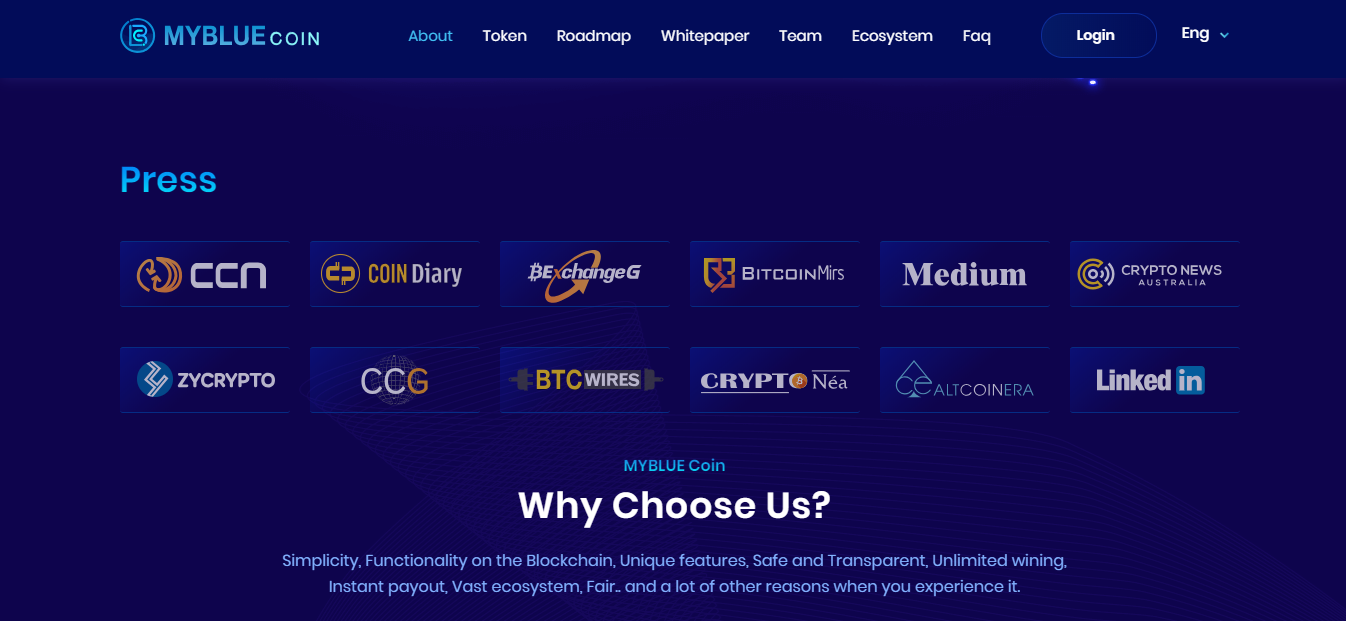 MYBLUE COIN About Token Roadmap Whitepaper Team Ecosystem Faq Login Eng
Press
CCN COIN Diary BExchangeG BITCOINMirs Medium CRYPTO NEWS AUSTRALIA
ZYCRYPTO CCG BTC WIRES CRYPTO Néa CE ALTCOINERA Linked in
MYBLUE Coin
Why Choose Us?
Simplicity, Functionality on the Blockchain, Unique features, Safe and Transparent, Unlimited wining,
Instant payout, Vast ecosystem, Fair.. and a lot of other reasons when you experience it.